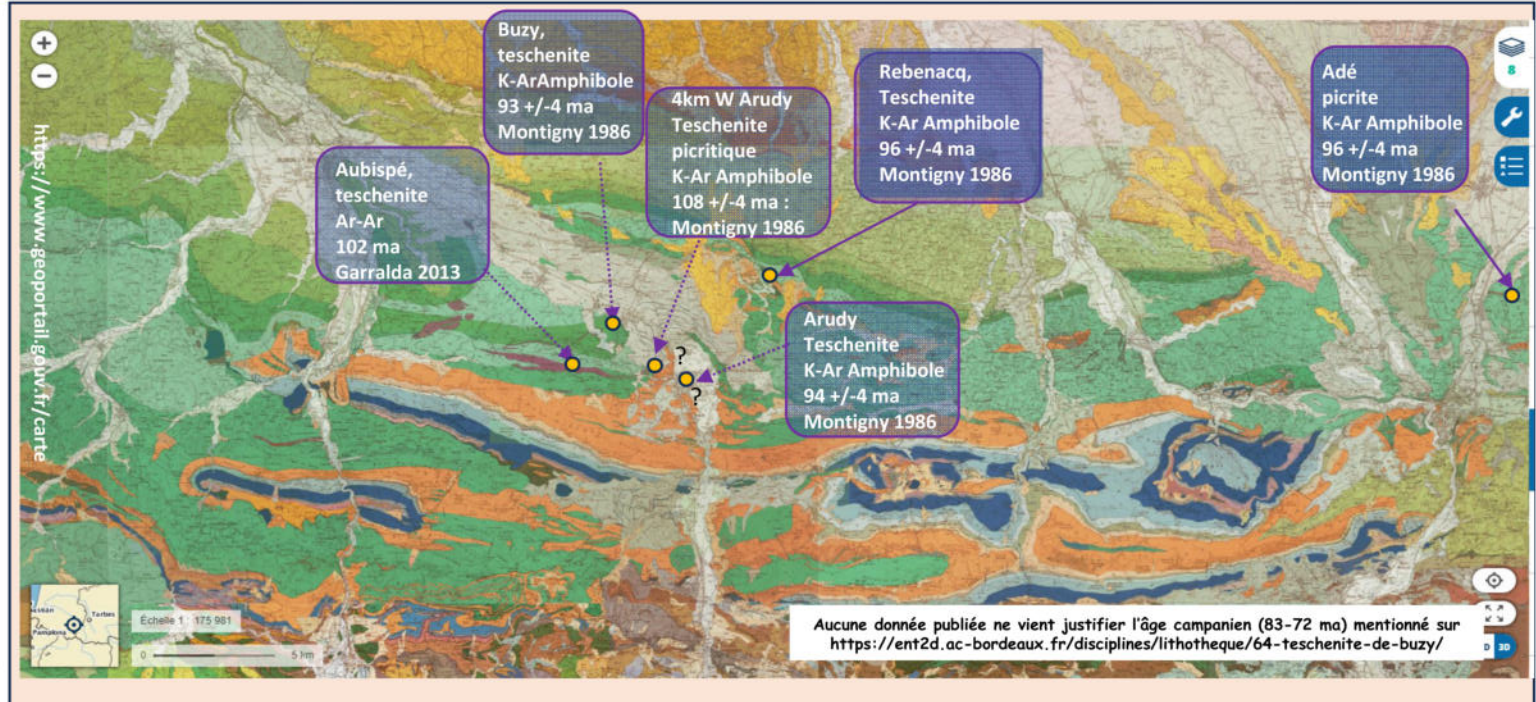 https://www.geoportail.gouv.fr/carte
+
−
Buzy,
teschenite
K-ArAmphibole
93 +/-4 ma
Montigny 1986
4km W Arudy
Teschenite
picritique
K-Ar Amphibole
108 +/-4 ma :
Montigny 1986
Rebenacq,
Teschenite
K-Ar Amphibole
96 +/-4 ma
Montigny 1986
Adé
picrite
K-Ar Amphibole
96 +/-4 ma
Montigny 1986
8
Aubispé,
teschenite
Ar-Ar
102 ma
Garralda 2013
Arudy
Teschenite
K-Ar Amphibole
94 +/-4 ma
Montigny 1986
?
?
Tarbes
Pamplona
Échelle 1 : 175 981
0 5 km
Aucune donnée publiée ne vient justifier l'âge campanien (83-72 ma) mentionné sur
https://ent2d.ac-bordeaux.fr/disciplines/lithotheque/64-teschenite-de-buzy/
3D